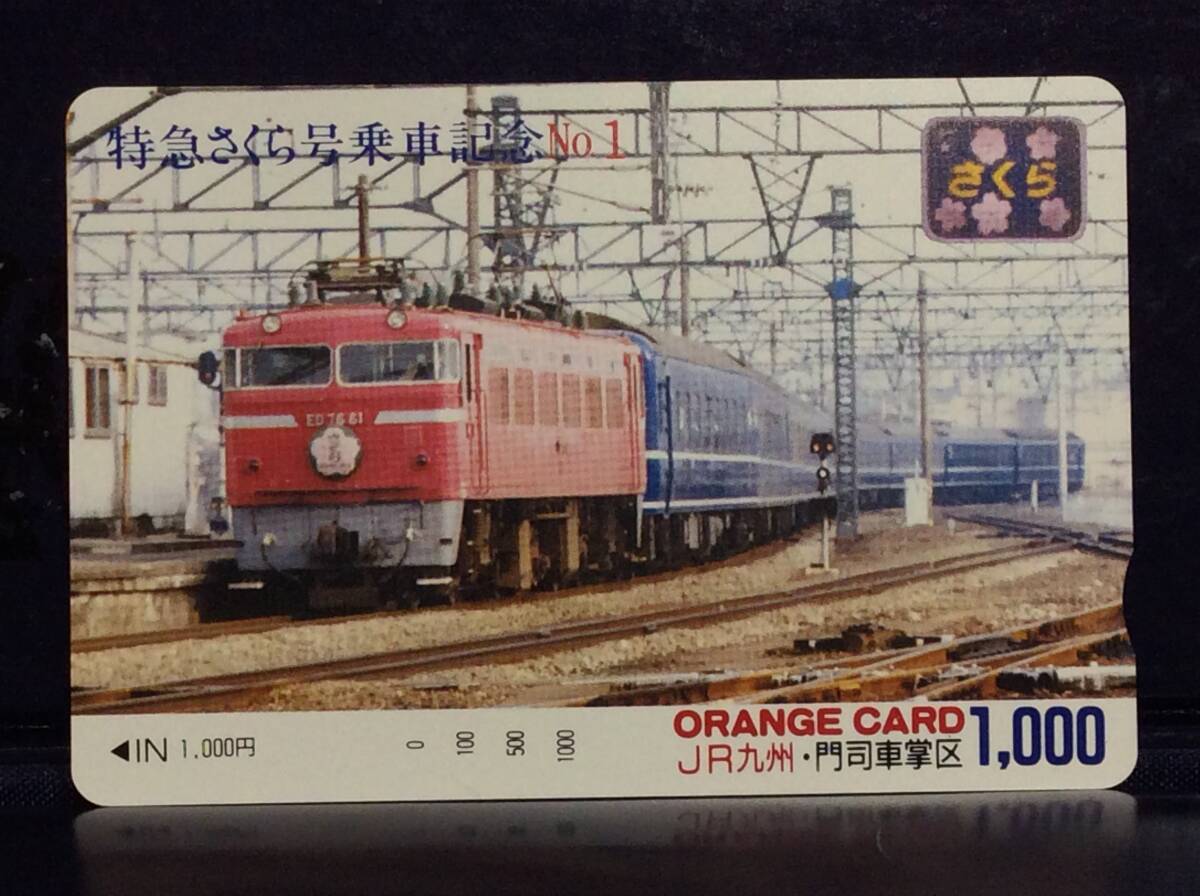 特急さくら号乗車記念No.1
さくら
ED 76 61
◀IN 1.000円
0 100 500 1000
ORANGE CARD 1,000
JR九州・門司車掌区